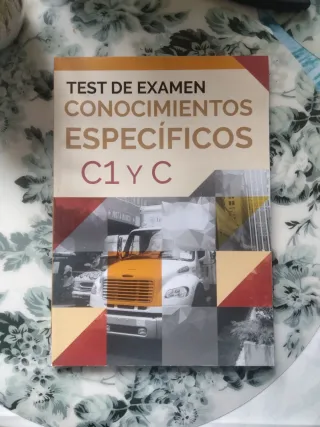 TEST DE EXAMEN
CONOCIMIENTOS
ESPECÍFICOS
C1 Y C